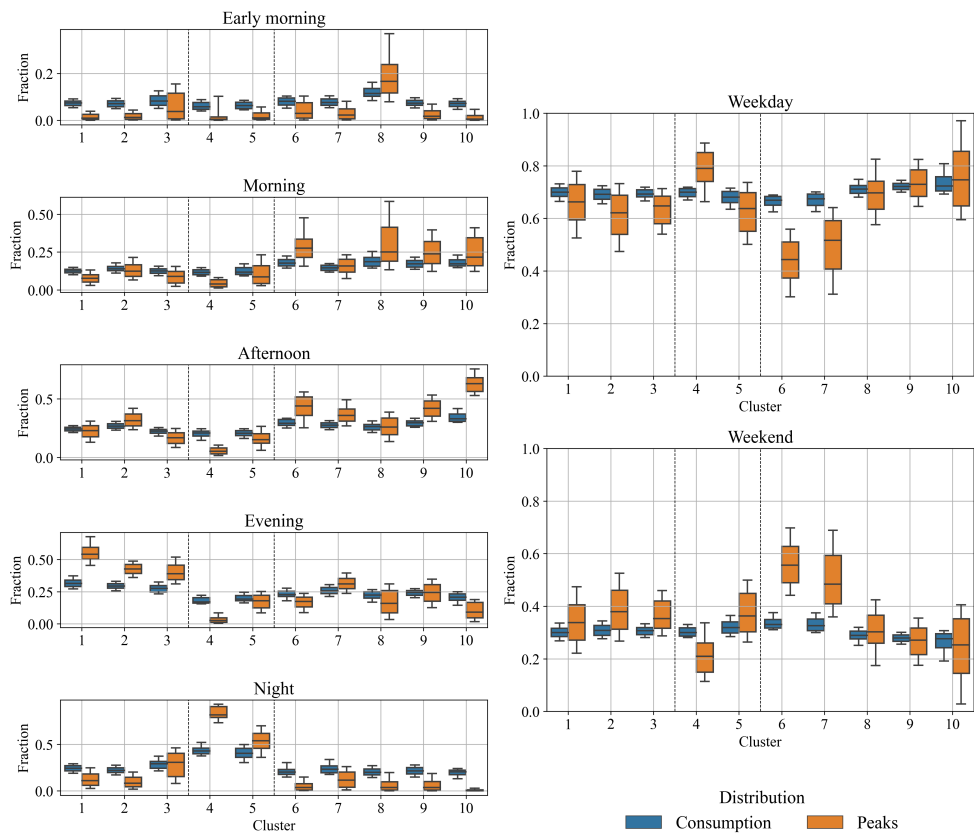 Early morning
Fraction
0.2
0.0
1 2 3 4 5 6 7 8 9 10
Morning
Fraction
0.50
0.25
0.00
1 2 3 4 5 6 7 8 9 10
Afternoon
Fraction
0.5
0.0
1 2 3 4 5 6 7 8 9 10
Evening
Fraction
0.50
0.25
0.00
1 2 3 4 5 6 7 8 9 10
Night
Fraction
0.5
0.0
1 2 3 4 5 6 7 8 9 10
Cluster
Weekday
Fraction
1.0
0.8
0.6
0.4
0.2
0.0
1 2 3 4 5 6 7 8 9 10
Cluster
Weekend
Fraction
1.0
0.8
0.6
0.4
0.2
0.0
1 2 3 4 5 6 7 8 9 10
Cluster
Distribution
Consumption Peaks